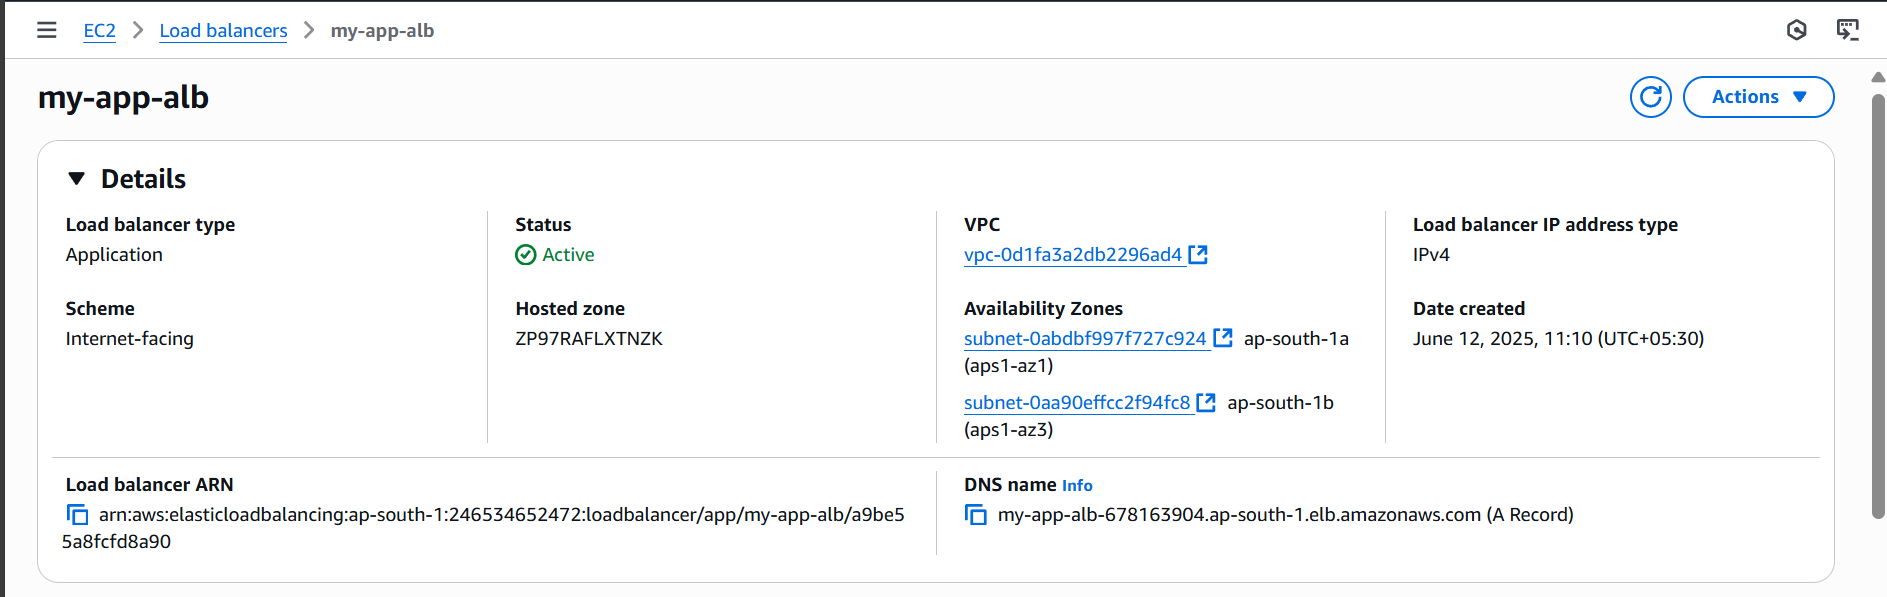 EC2 > Load balancers > my-app-alb
my-app-alb
Actions
Details
Load balancer type
Application
Status
Active
VPC
vpc-0d1fa3a2db2296ad4
Load balancer IP address type
IPv4
Scheme
Internet-facing
Hosted zone
ZP97RAFLXTNZK
Availability Zones
subnet-0abdbf997f727c924 ap-south-1a
(aps1-az1)
subnet-0aa90effcc2f94fc8 ap-south-1b
(aps1-az3)
Date created
June 12, 2025, 11:10 (UTC+05:30)
Load balancer ARN
arn:aws:elasticloadbalancing:ap-south-1:246534652472:loadbalancer/app/my-app-alb/a9be5
5a8fcfd8a90
DNS name Info
my-app-alb-678163904.ap-south-1.elb.amazonaws.com (A Record)